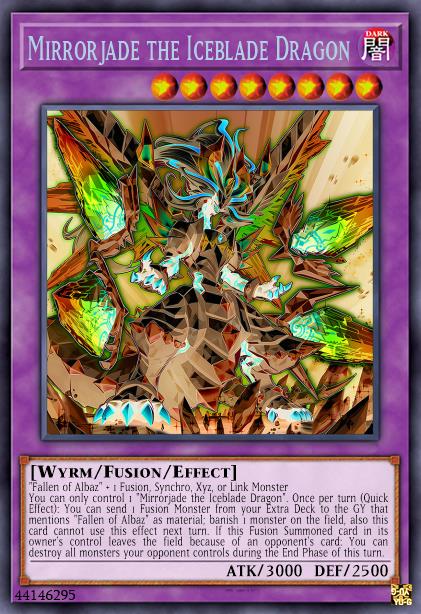 MIRRORJADE THE ICEBLADE DRAGON
DARK
闇
[WYRM/FUSION/EFFECT]
"Fallen of Albaz" + 1 Fusion, Synchro, Xyz, or Link Monster
You can only control 1 "Mirrorjade the Iceblade Dragon". Once per turn (Quick
Effect): You can send 1 Fusion Monster from your Extra Deck to the GY that
mentions "Fallen of Albaz" as material; banish 1 monster on the field, also this
card cannot use this effect next turn. If this Fusion Summoned card in its
owner's control leaves the field because of an opponent's card: You can
destroy all monsters your opponent controls during the End Phase of this turn.
ATK/3000 DEF/2500
44146295